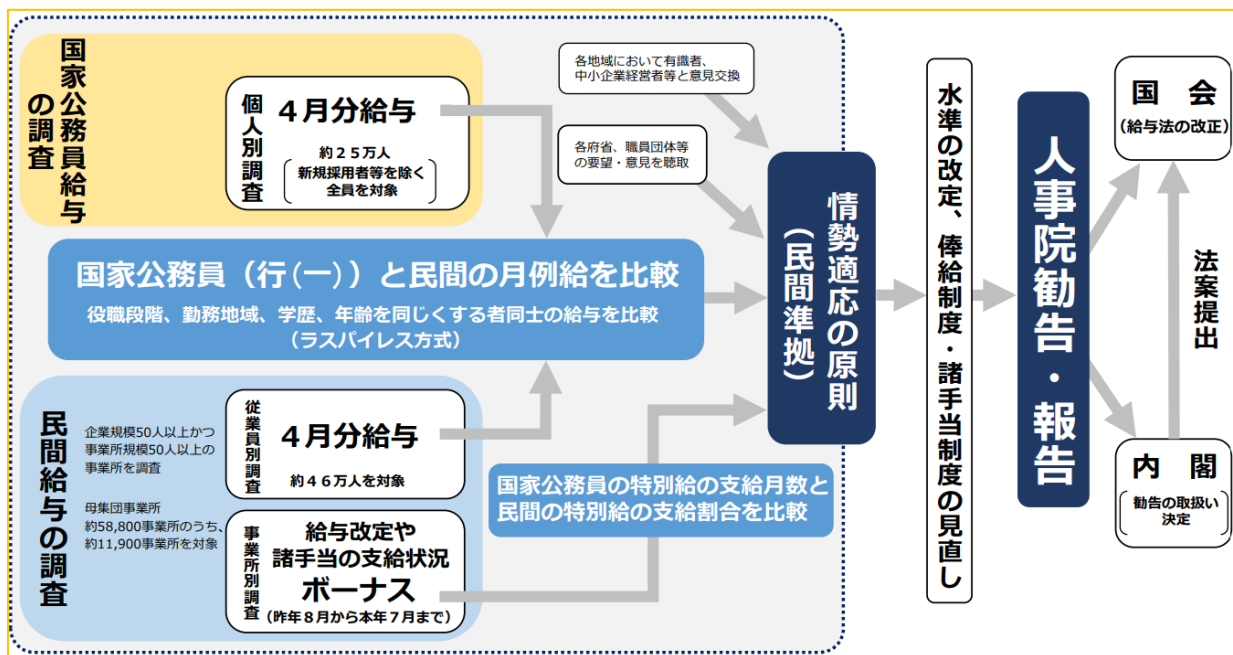 国家公務員給与
の調査
個人別調査
４月分給与
約２５万人
新規採用者等を除く
全員を対象
各地域において有識者、
中小企業経営者等と意見交換
各府省、職員団体等
の要望・意見を聴取
国家公務員（行(一)）と民間の月例給を比較
役職段階、勤務地域、学歴、年齢を同じくする者同士の給与を比較
（ラスパイレス方式）
民間給与の調査
企業規模50人以上かつ
事業所規模50人以上の
事業所を調査
母集団事業所
約58,800事業所のうち、
約11,900事業所を対象
従業員別調査
４月分給与
約４６万人を対象
事業所別調査
給与改定や
諸手当の支給状況
ボーナス
（昨年８月から本年７月まで）
国家公務員の特別給の支給月数と
民間の特別給の支給割合を比較
情勢適応の原則
（民間準拠）
水準の改定、俸給制度・諸手当制度の見直し
人事院勧告・報告
国　会
（給与法の改正）
法案提出
内　閣
勧告の取扱い
決定